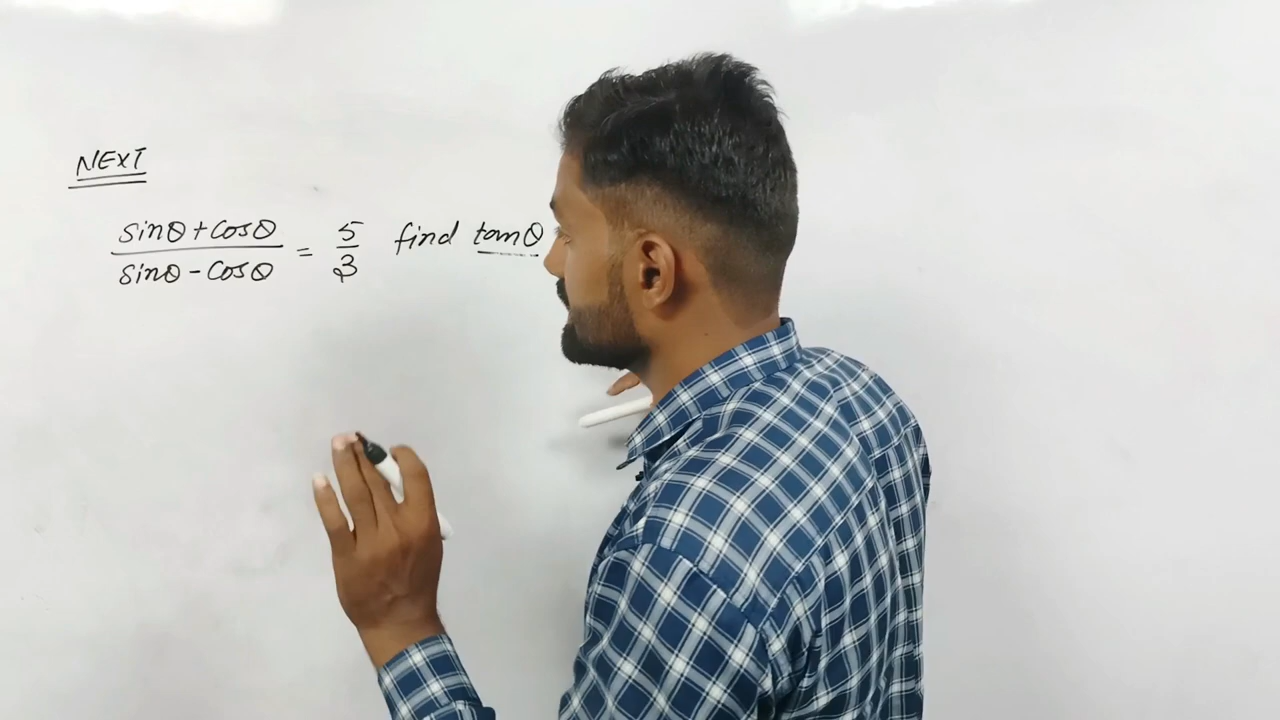 NEXT
sinθ + cosθ / sinθ - cosθ = 5/3 find tanθ